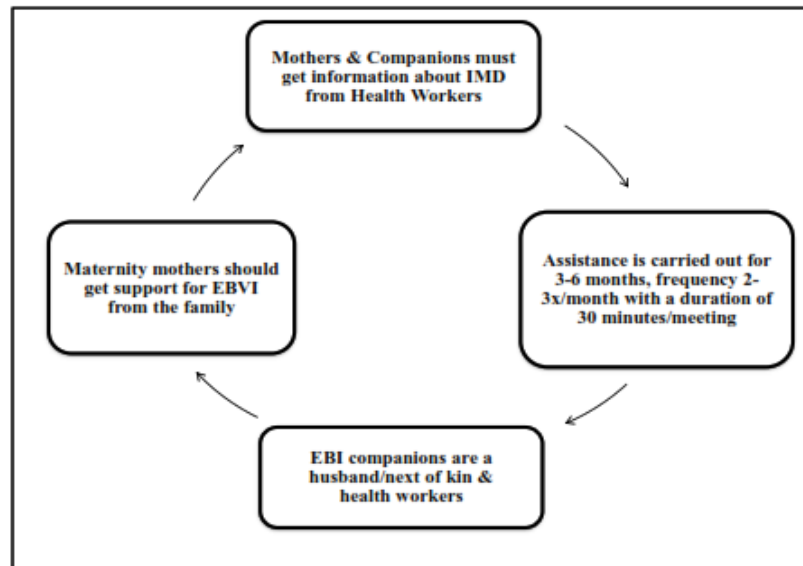 Mothers & Companions must
get information about IMD
from Health Workers
Assistance is carried out for
3-6 months, frequency 2-
3x/month with a duration of
30 minutes/meeting
EBI companions are a
husband/next of kin &
health workers
Maternity mothers should
get support for EBVI
from the family